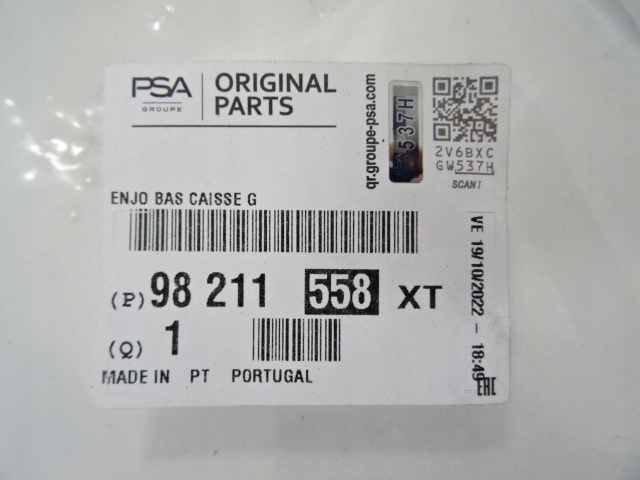 PSA
GROUPE
ORIGINAL
PARTS
qr.groupe-psa.com
537H
2V6BXC
GW537H
SCAN!
ENJO BAS CAISSE G
(P) 98 211 558 XT
(Q) 1
MADE IN PT PORTUGAL
VE 19/10/2022 - 18:49
EAC